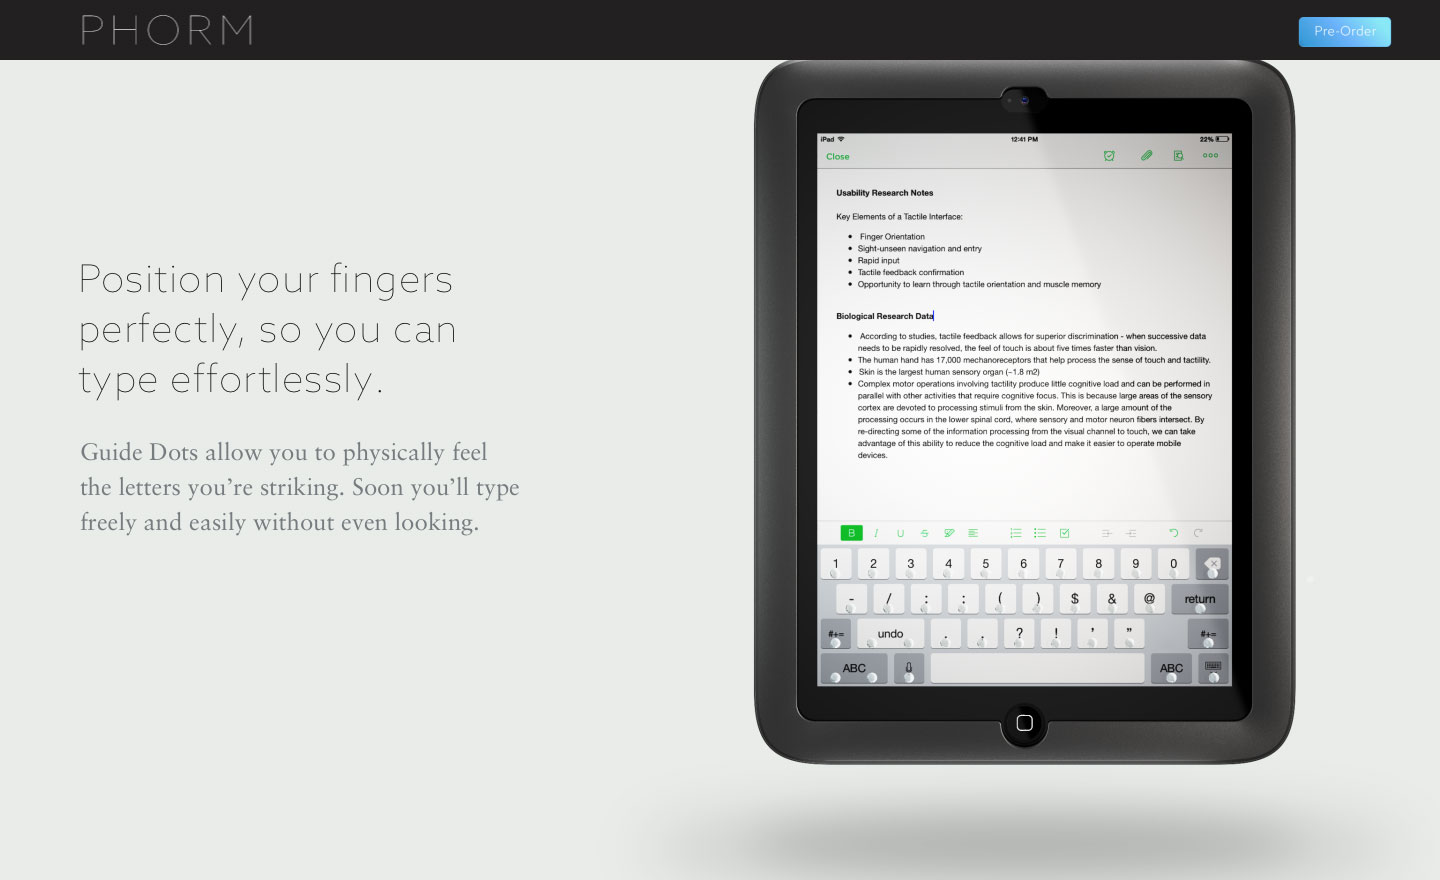 PHORM
Pre-Order
Position your fingers
perfectly, so you can
type effortlessly.
Guide Dots allow you to physically feel
the letters you’re striking. Soon you’ll type
freely and easily without even looking.
iPad 12:41 PM 22%
Close
Usability Research Notes
Key Elements of a Tactile Interface:
• Finger Orientation
• Sight-unseen navigation and entry
• Rapid input
• Tactile feedback confirmation
• Opportunity to learn through tactile orientation and muscle memory
Biological Research Data
• According to studies, tactile feedback allows for superior discrimination - when successive data
needs to be rapidly resolved, the feel of touch is about five times faster than vision.
• The human hand has 17,000 mechanoreceptors that help process the sense of touch and tactility.
• Skin is the largest human sensory organ (~1.8 m2)
• Complex motor operations involving tactility produce little cognitive load and can be performed in
parallel with other activities that require cognitive focus. This is because large areas of the sensory
cortex are devoted to processing stimuli from the skin. Moreover, a large amount of the
processing occurs in the lower spinal cord, where sensory and motor neuron fibers intersect. By
re-directing some of the information processing from the visual channel to touch, we can take
advantage of this ability to reduce the cognitive load and make it easier to operate mobile
devices.
B I U S
1 2 3 4 5 6 7 8 9 0
- / : : ( ) $ & @ return
#+= undo . . ? ! ’ ” #+=
ABC ABC